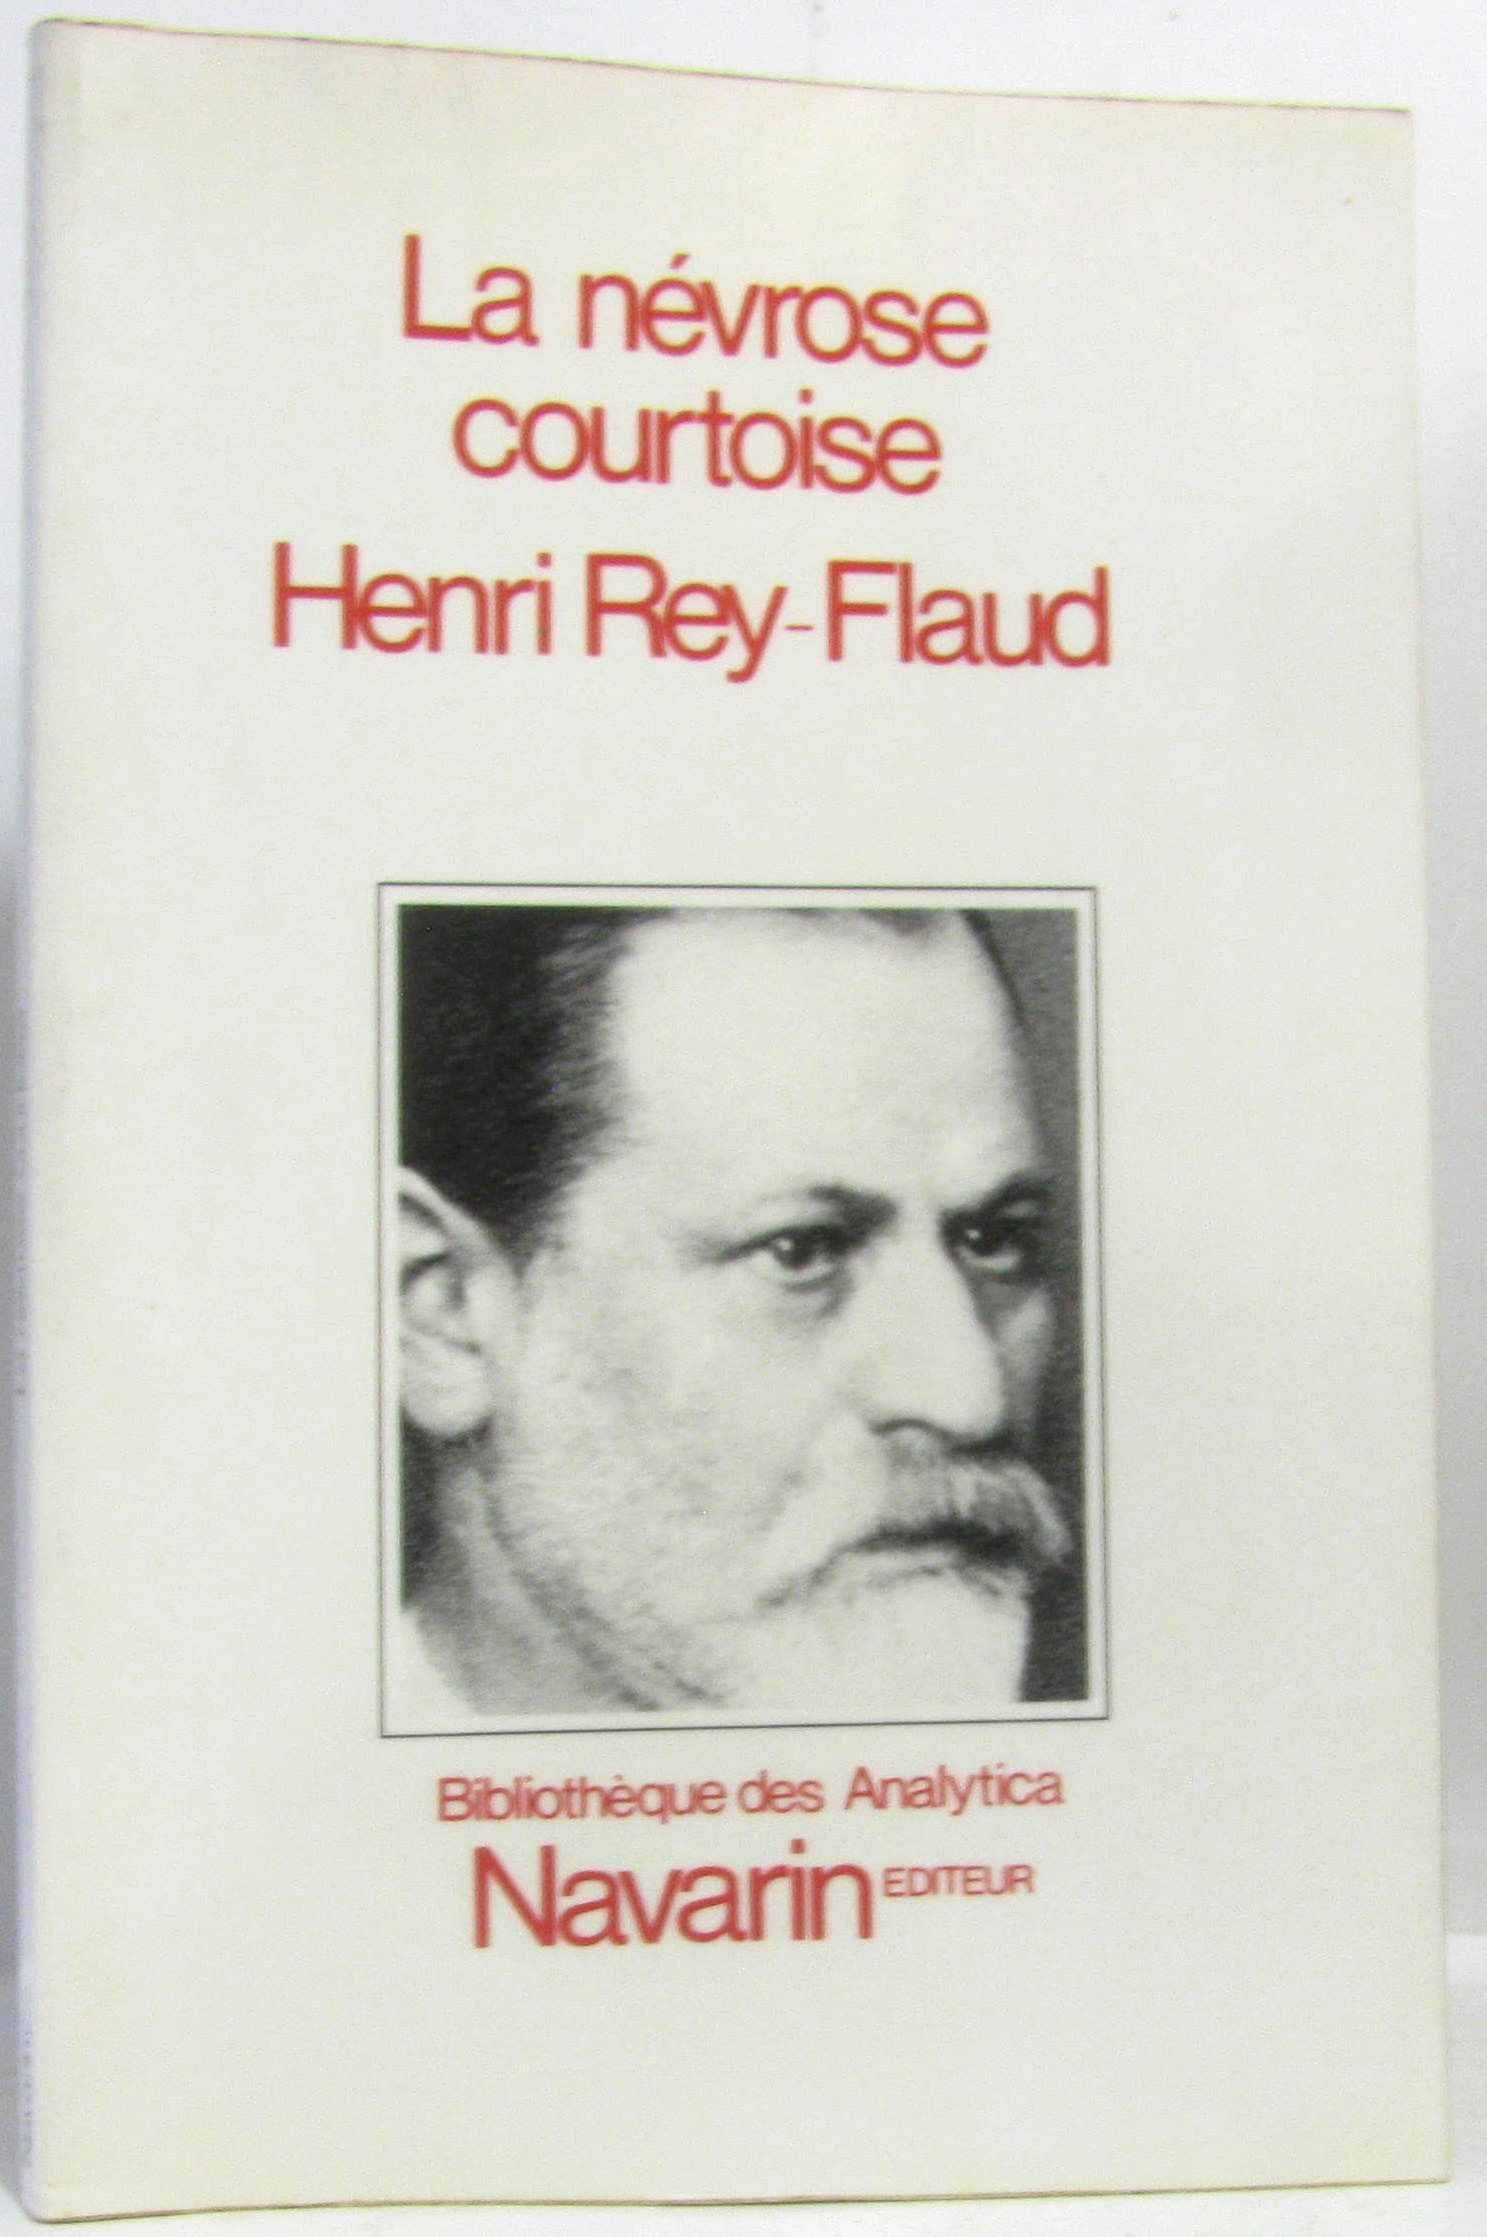 La névrose
courtoise
Henri Rey-Flaud
Bibliothèque des Analytica
Navarin EDITEUR